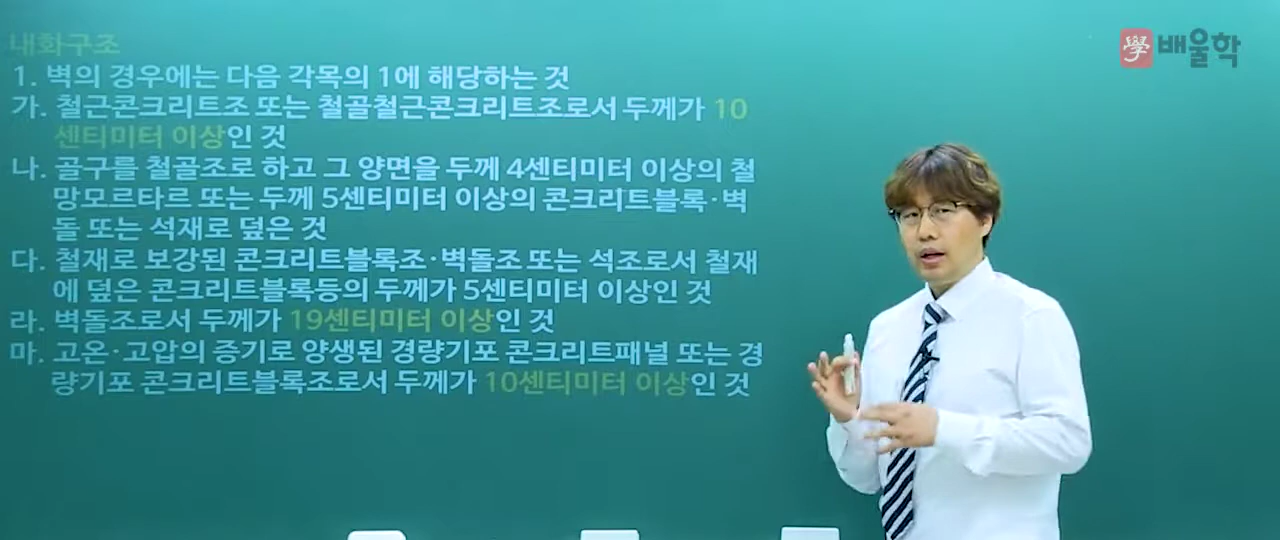 내화구조
1. 벽의 경우에는 다음 각목의 1에 해당하는 것
가. 철근콘크리트조 또는 철골철근콘크리트조로서 두께가 10
센티미터 이상인 것
나. 골구를 철골조로 하고 그 양면을 두께 4센티미터 이상의 철
망모르타르 또는 두께 5센티미터 이상의 콘크리트블록·벽
돌 또는 석재로 덮은 것
다. 철재로 보강된 콘크리트블록조·벽돌조 또는 석조로서 철재
에 덮은 콘크리트블록등의 두께가 5센티미터 이상인 것
라. 벽돌조로서 두께가 19센티미터 이상인 것
마. 고온·고압의 증기로 양생된 경량기포 콘크리트패널 또는 경
량기포 콘크리트블록조로서 두께가 10센티미터 이상인 것
學 배울학